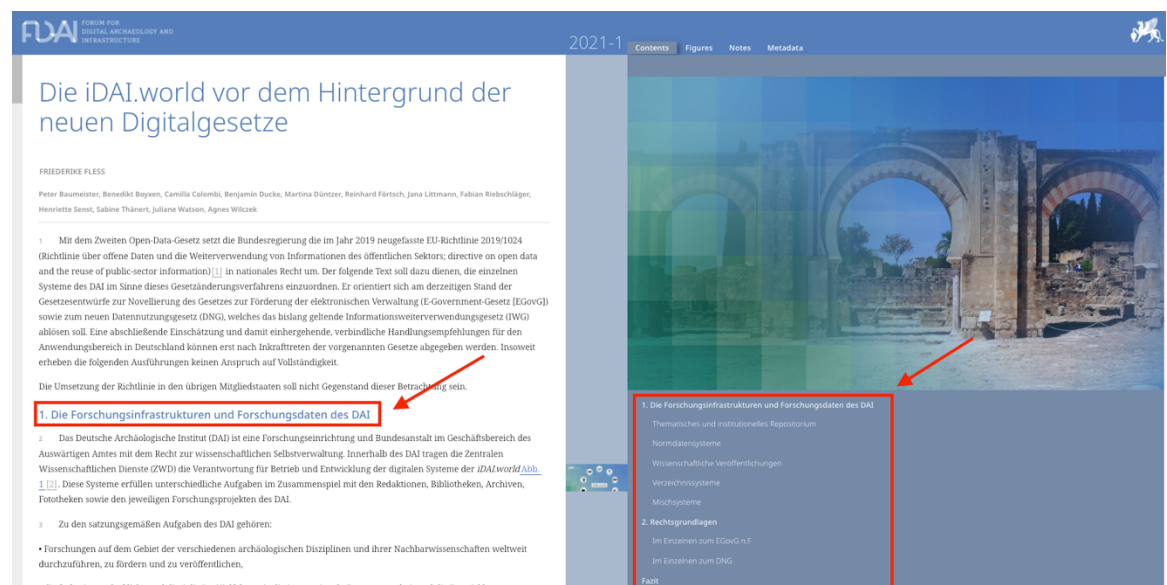 FDAI
FORUM FOR
DIGITAL ARCHAEOLOGY AND
INFRASTRUCTURE
2021-1
Contents Figures Notes Metadata
Die iDAI.world vor dem Hintergrund der
neuen Digitalgesetze
FRIEDERIKE FLESS
Peter Baumeister, Benedikt Boyxen, Camilla Colombi, Benjamin Ducke, Martina Düntzer, Reinhard Förtsch, Jana Littmann, Fabian Riebschläger,
Henriette Senst, Sabine Thänert, Juliane Watson, Agnes Wilczek
1 Mit dem Zweiten Open-Data-Gesetz setzt die Bundesregierung die im Jahr 2019 neugefasste EU-Richtlinie 2019/1024
(Richtlinie über offene Daten und die Weiterverwendung von Informationen des öffentlichen Sektors; directive on open data
and the reuse of public-sector information)[1] in nationales Recht um. Der folgende Text soll dazu dienen, die einzelnen
Systeme des DAI im Sinne dieses Gesetzänderungsverfahrens einzuordnen. Er orientiert sich am derzeitigen Stand der
Gesetzesentwürfe zur Novellierung des Gesetzes zur Förderung der elektronischen Verwaltung (E-Government-Gesetz [EGovG])
sowie zum neuen Datennutzungsgesetz (DNG), welches das bislang geltende Informationsweiterverwendungsgesetz (IWG)
ablösen soll. Eine abschließende Einschätzung und damit einhergehende, verbindliche Handlungsempfehlungen für den
Anwendungsbereich in Deutschland können erst nach Inkrafttreten der vorgenannten Gesetze abgegeben werden. Insoweit
erheben die folgenden Ausführungen keinen Anspruch auf Vollständigkeit.
Die Umsetzung der Richtlinie in den übrigen Mitgliedstaaten soll nicht Gegenstand dieser Betrachtung sein.
1. Die Forschungsinfrastrukturen und Forschungsdaten des DAI
2 Das Deutsche Archäologische Institut (DAI) ist eine Forschungseinrichtung und Bundesanstalt im Geschäftsbereich des
Auswärtigen Amtes mit dem Recht zur wissenschaftlichen Selbstverwaltung. Innerhalb des DAI tragen die Zentralen
Wissenschaftlichen Dienste (ZWD) die Verantwortung für Betrieb und Entwicklung der digitalen Systeme der iDAI.world Abb.
1 [2]. Diese Systeme erfüllen unterschiedliche Aufgaben im Zusammenspiel mit den Redaktionen, Bibliotheken, Archiven,
Fototheken sowie den jeweiligen Forschungsprojekten des DAI.
3 Zu den satzungsgemäßen Aufgaben des DAI gehören:
• Forschungen auf dem Gebiet der verschiedenen archäologischen Disziplinen und ihrer Nachbarwissenschaften weltweit
durchzuführen, zu fördern und zu veröffentlichen,
1. Die Forschungsinfrastrukturen und Forschungsdaten des DAI
Thematisches und institutionelles Repositorium
Normdatensysteme
Wissenschaftliche Veröffentlichungen
Verzeichnissysteme
Mischsysteme
2. Rechtsgrundlagen
Im Einzelnen zum EGovG n.F
Im Einzelnen zum DNG
Fazit